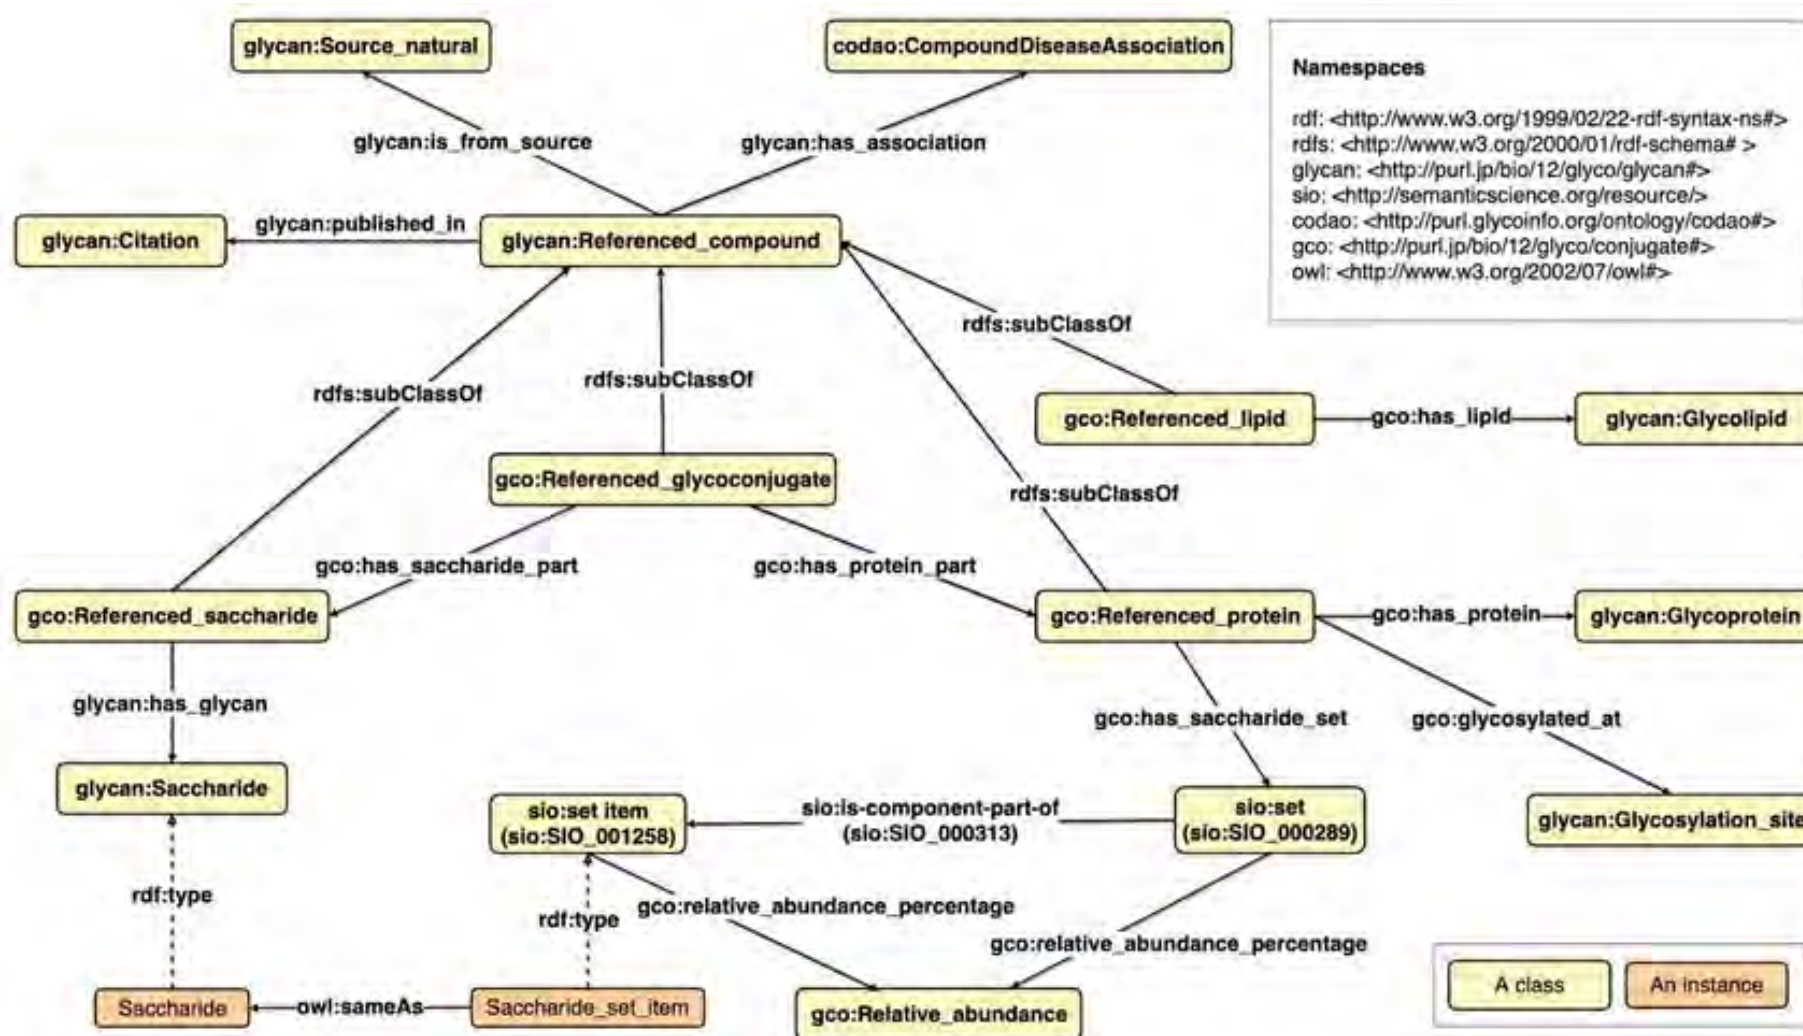 glycan:Source_natural
codao:CompoundDiseaseAssociation
Namespaces
rdf: <http://www.w3.org/1999/02/22-rdf-syntax-ns#>
rdfs: <http://www.w3.org/2000/01/rdf-schema# >
glycan: <http://purl.jp/bio/12/glyco/glycan#>
sio: <http://semanticscience.org/resource/>
codao: <http://purl.glycoinfo.org/ontology/codao#>
gco: <http://purl.jp/bio/12/glyco/conjugate#>
owl: <http://www.w3.org/2002/07/owl#>
glycan:is_from_source
glycan:has_association
glycan:Citation
glycan:published_in
glycan:Referenced_compound
rdfs:subClassOf
rdfs:subClassOf
rdfs:subClassOf
gco:Referenced_lipid
gco:has_lipid
glycan:Glycolipid
gco:Referenced_glycoconjugate
rdfs:subClassOf
gco:has_saccharide_part
gco:has_protein_part
gco:Referenced_saccharide
gco:Referenced_protein
gco:has_protein
glycan:Glycoprotein
glycan:has_glycan
gco:has_saccharide_set
gco:glycosylated_at
glycan:Saccharide
sio:set item
(sio:SIO_001258)
sio:is-component-part-of
(sio:SIO_000313)
sio:set
(sio:SIO_000289)
glycan:Glycosylation_site
rdf:type
rdf:type
gco:relative_abundance_percentage
gco:relative_abundance_percentage
Saccharide
owl:sameAs
Saccharide_set_item
gco:Relative_abundance
A class
An instance